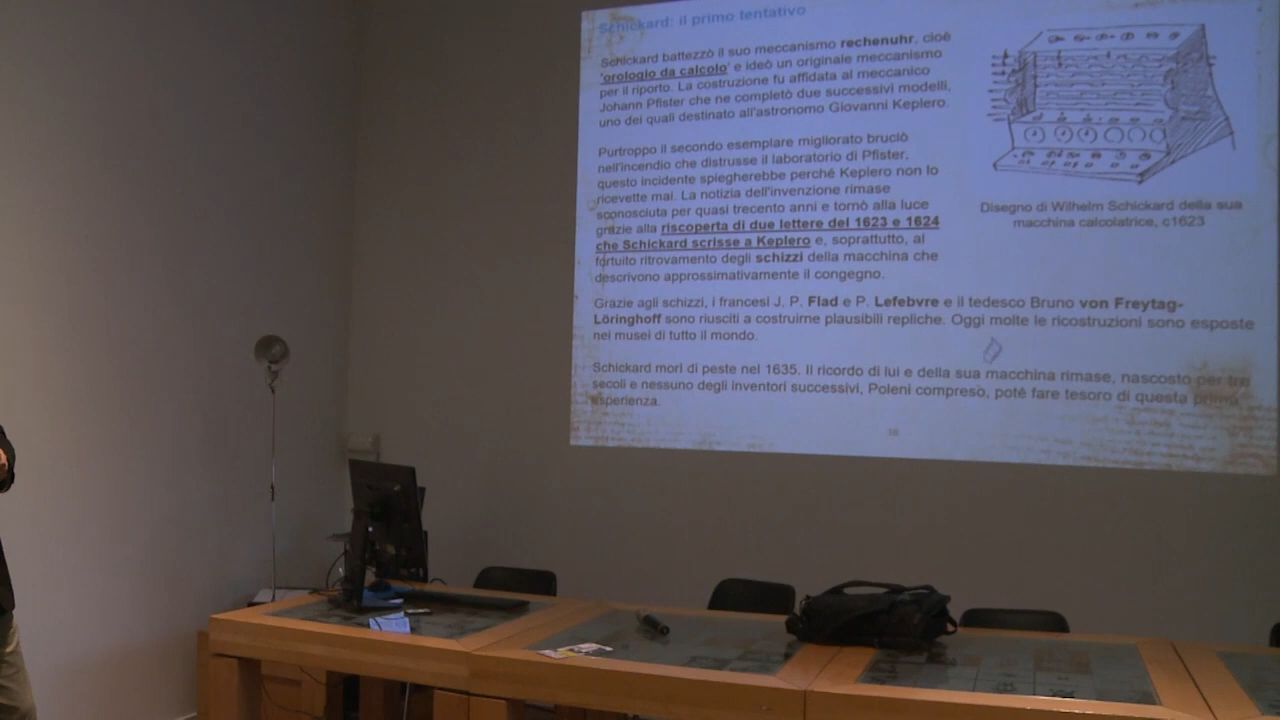 Schickard: il primo tentativo
Schickard battezzò il suo meccanismo rechenuhr, cioè
'orologio da calcolo' e ideò un originale meccanismo
per il riporto. La costruzione fu affidata al meccanico
Johann Pfister che ne completò due successivi modelli,
uno dei quali destinato all'astronomo Giovanni Keplero.
Purtroppo il secondo esemplare migliorato bruciò
nell'incendio che distrusse il laboratorio di Pfister,
questo incidente spiegherebbe perché Keplero non lo
ricevette mai. La notizia dell'invenzione rimase
sconosciuta per quasi trecento anni e tornò alla luce
grazie alla riscoperta di due lettere del 1623 e 1624
che Schickard scrisse a Keplero e, soprattutto, al
fortuito ritrovamento degli schizzi della macchina che
descrivono approssimativamente il congegno.
Disegno di Wilhelm Schickard della sua
macchina calcolatrice, c1623
Grazie agli schizzi, i francesi J. P. Flad e P. Lefebvre e il tedesco Bruno von Freytag-
Löringhoff sono riusciti a costruirne plausibili repliche. Oggi molte le ricostruzioni sono esposte
nei musei di tutto il mondo.
Schickard morì di peste nel 1635. Il ricordo di lui e della sua macchina rimase, nascosto per tre
secoli e nessuno degli inventori successivi, Poleni compreso, poté fare tesoro di questa prima
esperienza.
16